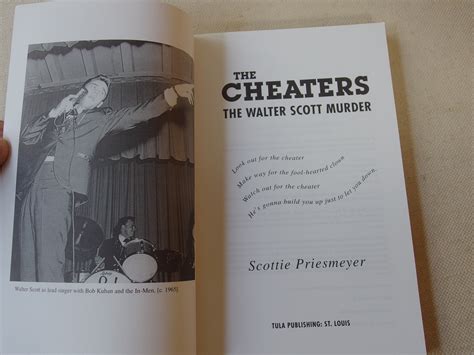 Walter Scott as lead singer with Bob Kuban and the In-Men, [c. 1965]
THE
CHEATERS
THE WALTER SCOTT MURDER
Look out for the cheater
Make way for the fool-hearted clown
Watch out for the cheater
He's gonna build you up just to let you down.
Scottie Priesmeyer
TULA PUBLISHING: ST. LOUIS